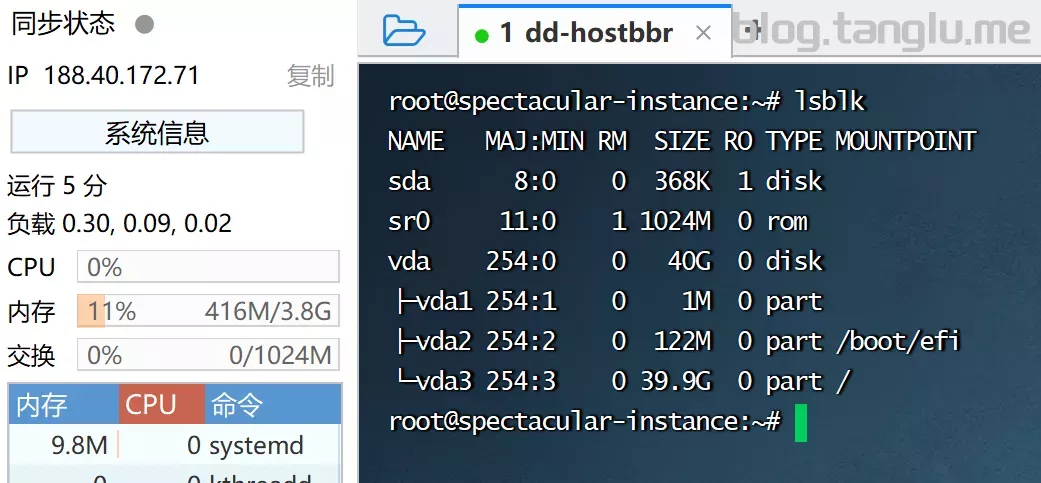 同步状态
IP 188.40.172.71 复制
系统信息
运行 5 分
负载 0.30, 0.09, 0.02
CPU 0%
内存 11% 416M/3.8G
交换 0% 0/1024M
内存 CPU 命令
9.8M 0 systemd
0 0 kthreadd
1 dd-hostbbr × +
blog.tanglu.me
root@spectacular-instance:~# lsblk
NAME MAJ:MIN RM SIZE RO TYPE MOUNTPOINT
sda 8:0 0 368K 1 disk
sr0 11:0 1 1024M 0 rom
vda 254:0 0 40G 0 disk
├─vda1 254:1 0 1M 0 part
├─vda2 254:2 0 122M 0 part /boot/efi
└─vda3 254:3 0 39.9G 0 part /
root@spectacular-instance:~#